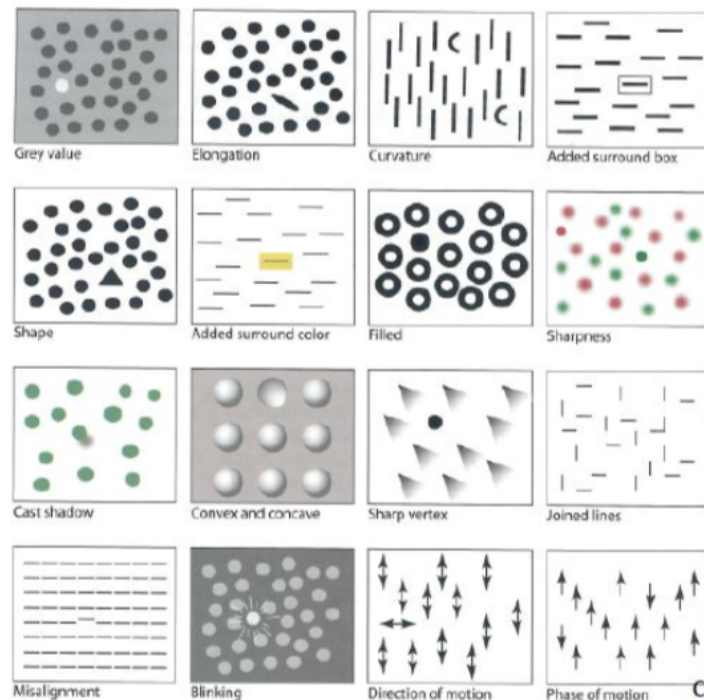 Grey value
Elongation
Curvature
Added surround box
Shape
Added surround color
Filled
Sharpness
Cast shadow
Convex and concave
Sharp vertex
Joined lines
Misalignment
Blinking
Direction of motion
Phase of motion
C